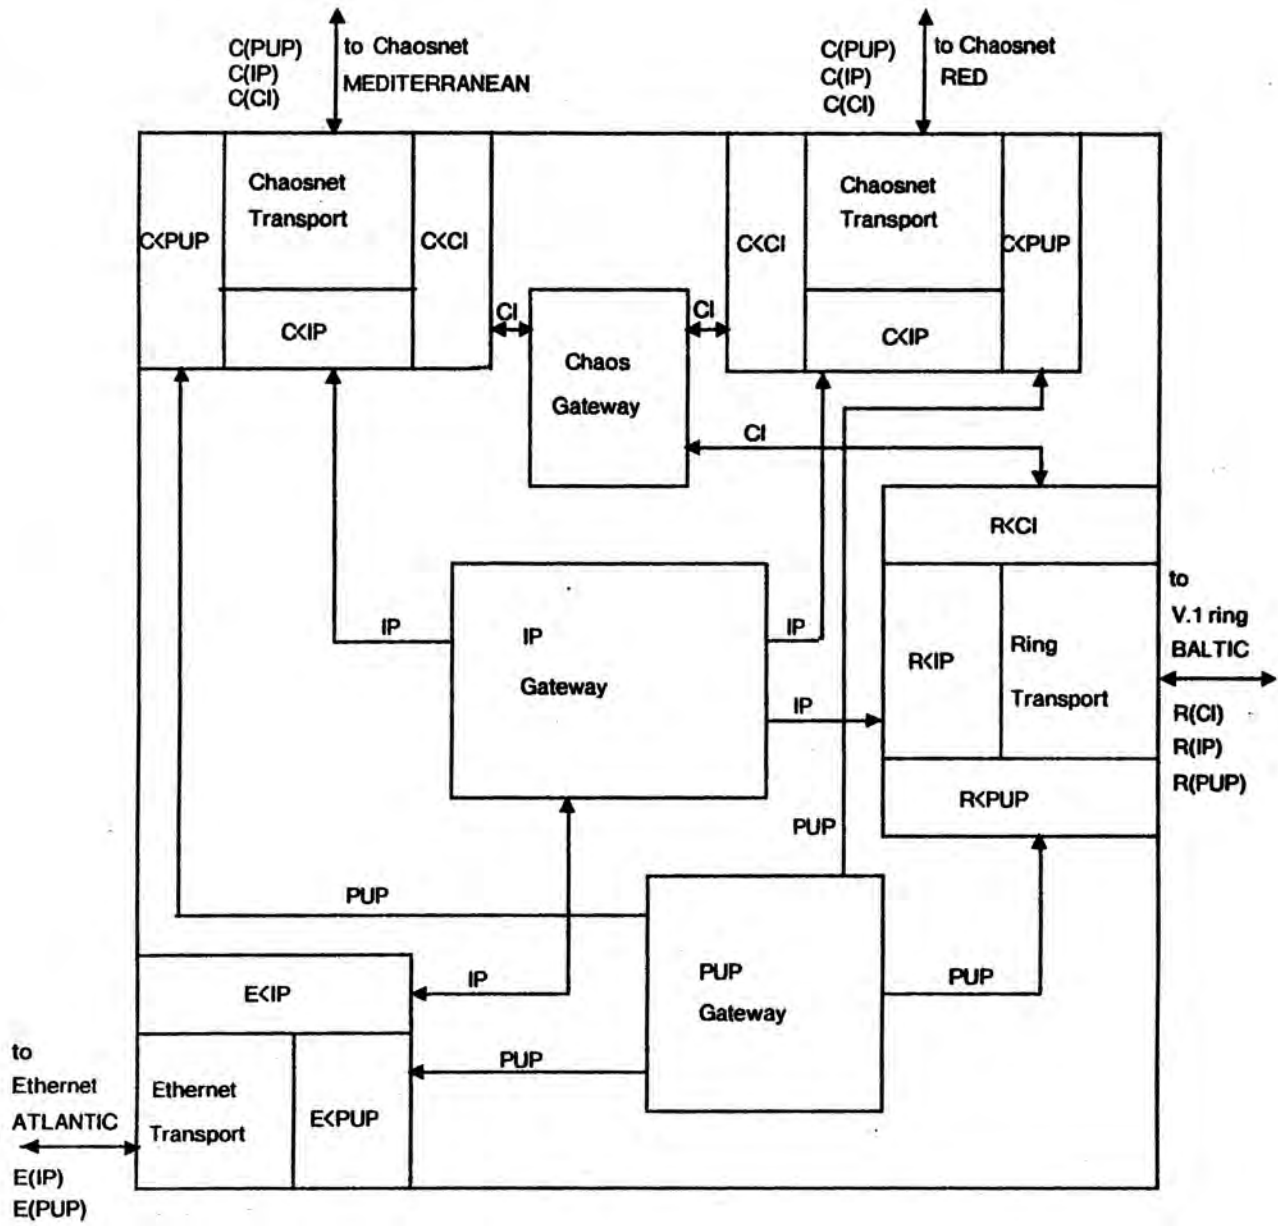 C(PUP)
C(IP)
C(CI)
to Chaosnet
MEDITERRANEAN
C(PUP)
C(IP)
C(CI)
to Chaosnet
RED
C<PUP
Chaosnet
Transport
C<IP
C<CI
C<CI
Chaosnet
Transport
C<IP
C<PUP
CI
CI
Chaos
Gateway
CI
R<CI
R<IP
Ring
Transport
R<PUP
to
V.1 ring
BALTIC
R(CI)
R(IP)
R(PUP)
IP
IP
Gateway
IP
IP
PUP
PUP
IP
PUP
Gateway
PUP
PUP
E<IP
Ethernet
Transport
E<PUP
to
Ethernet
ATLANTIC
E(IP)
E(PUP)